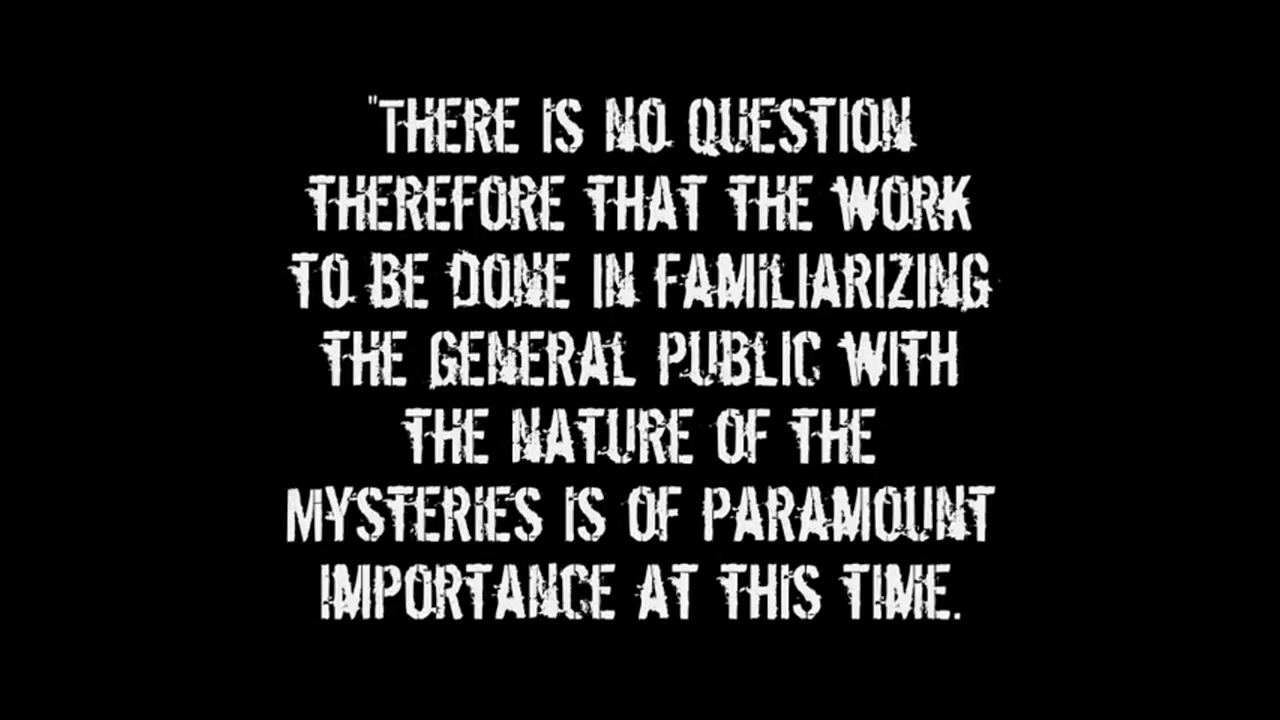 "THERE IS NO QUESTION
THEREFORE THAT THE WORK
TO BE DONE IN FAMILIARIZING
THE GENERAL PUBLIC WITH
THE NATURE OF THE
MYSTERIES IS OF PARAMOUNT
IMPORTANCE AT THIS TIME.